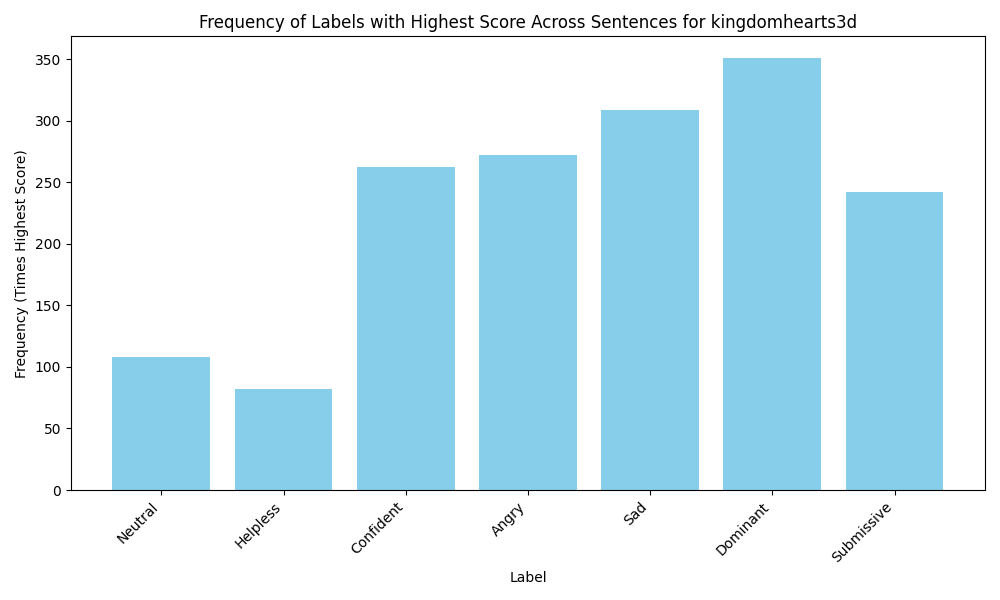 Frequency of Labels with Highest Score Across Sentences for kingdomhearts3d
Frequency (Times Highest Score)
350
300
250
200
150
100
50
0
Neutral
Helpless
Confident
Angry
Sad
Dominant
Submissive
Label